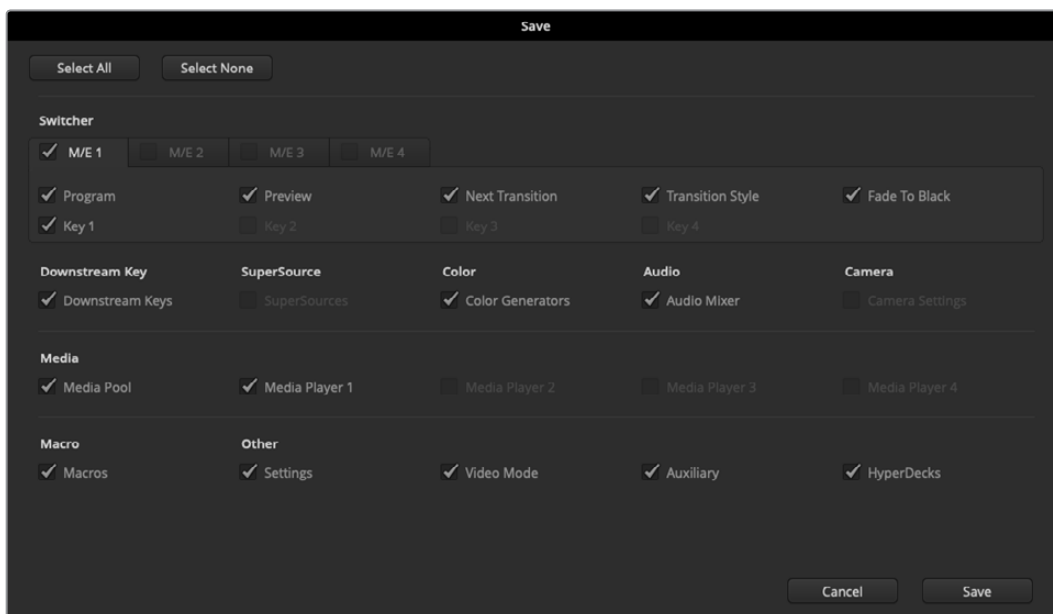 Save
Select All Select None
Switcher
M/E 1 M/E 2 M/E 3 M/E 4
Program Preview Next Transition Transition Style Fade To Black
Key 1 Key 2 Key 3 Key 4
Downstream Key SuperSource Color Audio Camera
Downstream Keys SuperSources Color Generators Audio Mixer Camera Settings
Media
Media Pool Media Player 1 Media Player 2 Media Player 3 Media Player 4
Macro Other
Macros Settings Video Mode Auxiliary HyperDecks
Cancel Save